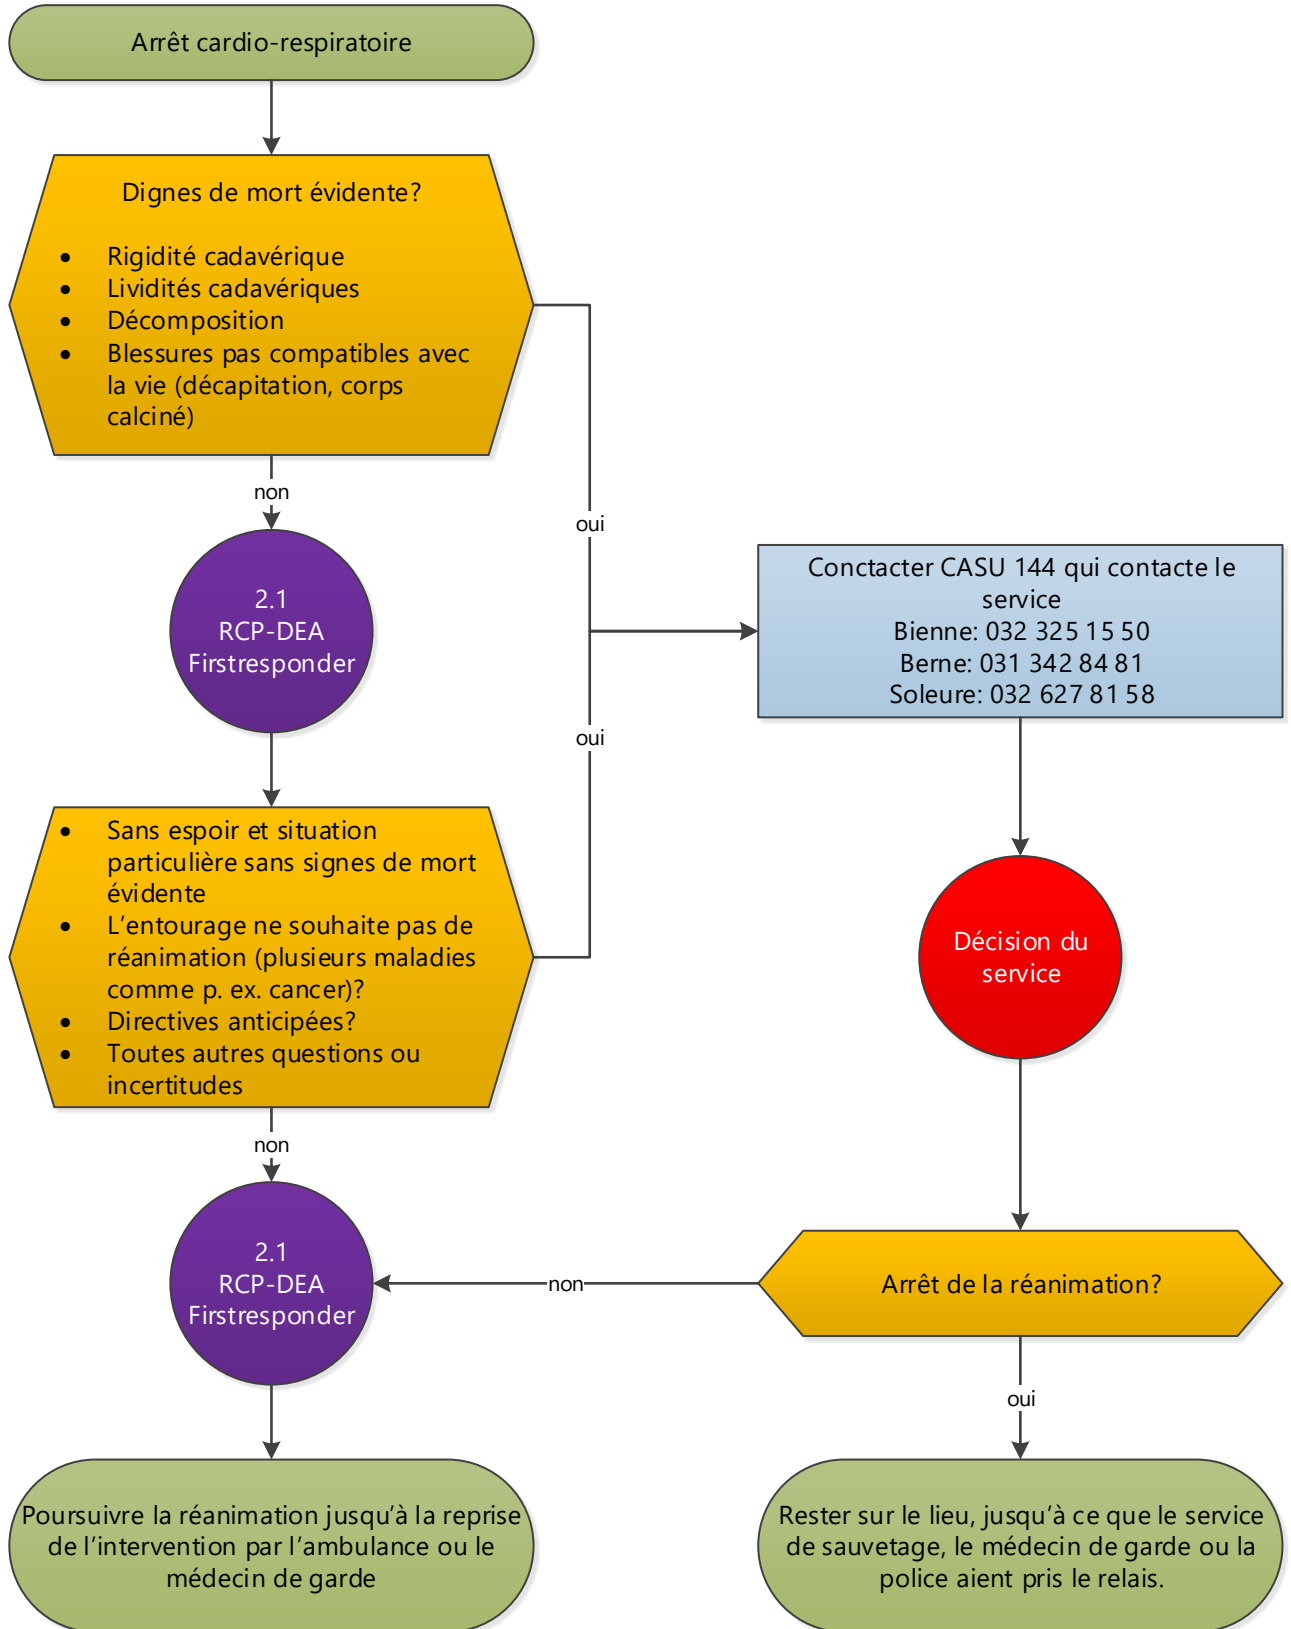 Arrêt cardio-respiratoire
Dignes de mort évidente?
• Rigidité cadavérique
• Lividités cadavériques
• Décomposition
• Blessures pas compatibles avec
la vie (décapitation, corps
calciné)
non
oui
2.1
RCP-DEA
Firstresponder
Conctacter CASU 144 qui contacte le
service
Bienne: 032 325 15 50
Berne: 031 342 84 81
Soleure: 032 627 81 58
oui
• Sans espoir et situation
particulière sans signes de mort
évidente
• L’entourage ne souhaite pas de
réanimation (plusieurs maladies
comme p. ex. cancer)?
• Directives anticipées?
• Toutes autres questions ou
incertitudes
Décision du
service
non
2.1
RCP-DEA
Firstresponder
non
Arrêt de la réanimation?
oui
Poursuivre la réanimation jusqu’à la reprise
de l’intervention par l’ambulance ou le
médecin de garde
Rester sur le lieu, jusqu’à ce que le service
de sauvetage, le médecin de garde ou la
police aient pris le relais.